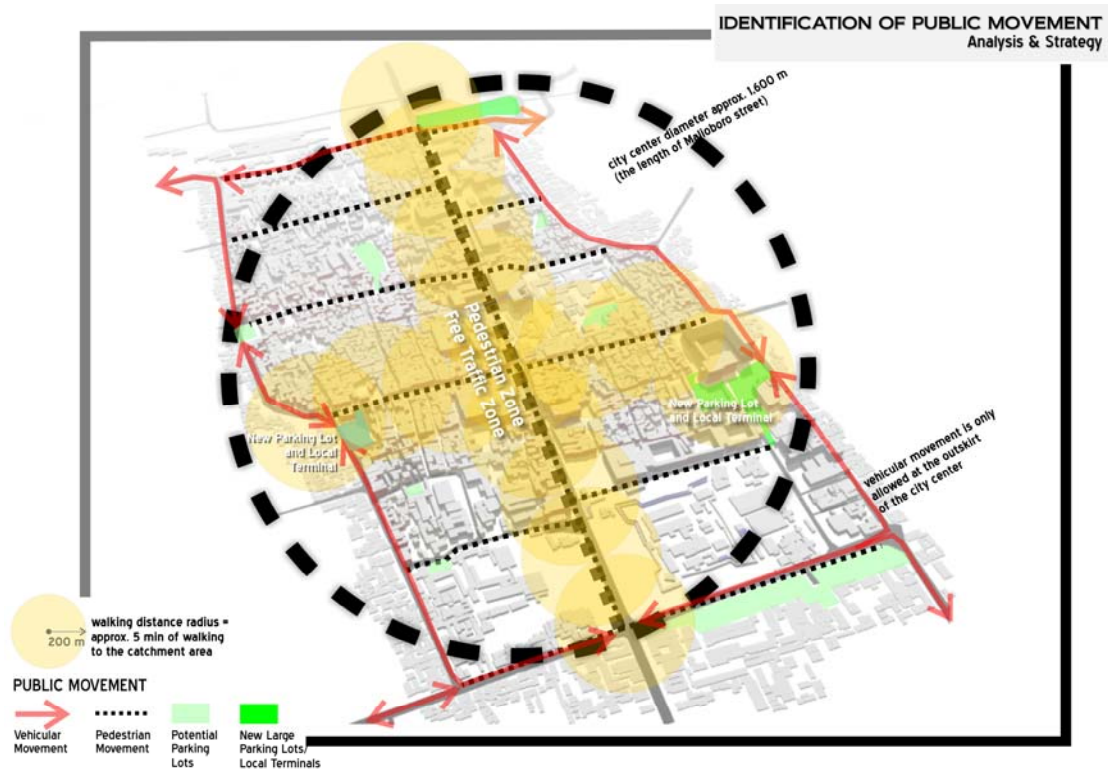 IDENTIFICATION OF PUBLIC MOVEMENT
Analysis & Strategy
city center diameter approx. 1.600 m
(the length of Malioboro street)
Pedestrian Zone
Free Traffic Zone
New Parking Lot
and Local Terminal
New Parking Lot
and Local
Terminal
vehicular movement is only
allowed at the outskirt
of the city center
200 m
walking distance radius =
approx. 5 min of walking
to the catchment area
PUBLIC MOVEMENT
Vehicular
Movement
Pedestrian
Movement
Potential
Parking
Lots
New Large
Parking Lots/
Local Terminals